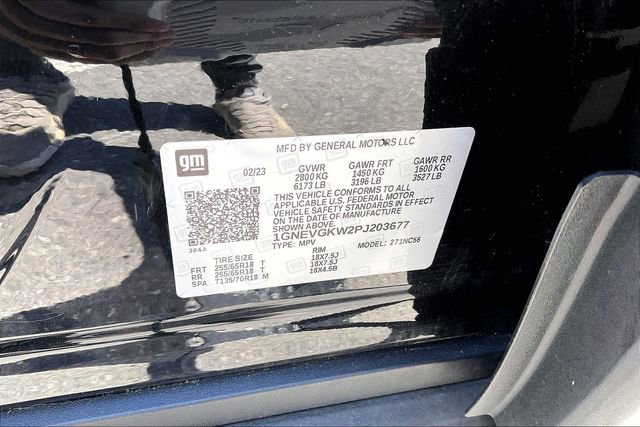 MFD BY GENERAL MOTORS LLC
gm
02/23
GVWR GAWR FRT GAWR RR
2800 KG 1450 KG 1600 KG
6173 LB 3196 LB 3527 LB
THIS VEHICLE CONFORMS TO ALL
APPLICABLE U.S. FEDERAL MOTOR
VEHICLE SAFETY STANDARDS IN EFFECT
ON THE DATE OF MANUFACTURE
SHOWN ABOVE.
1GNEVGKW2PJ203677
384A
TYPE: MPV MODEL: 271NC56
TIRE SIZE RIM
FRT 255/65R18 T 18X7.5J
RR 255/65R18 T 18X7.5J
SPA T135/70R18 M 18X4.5B